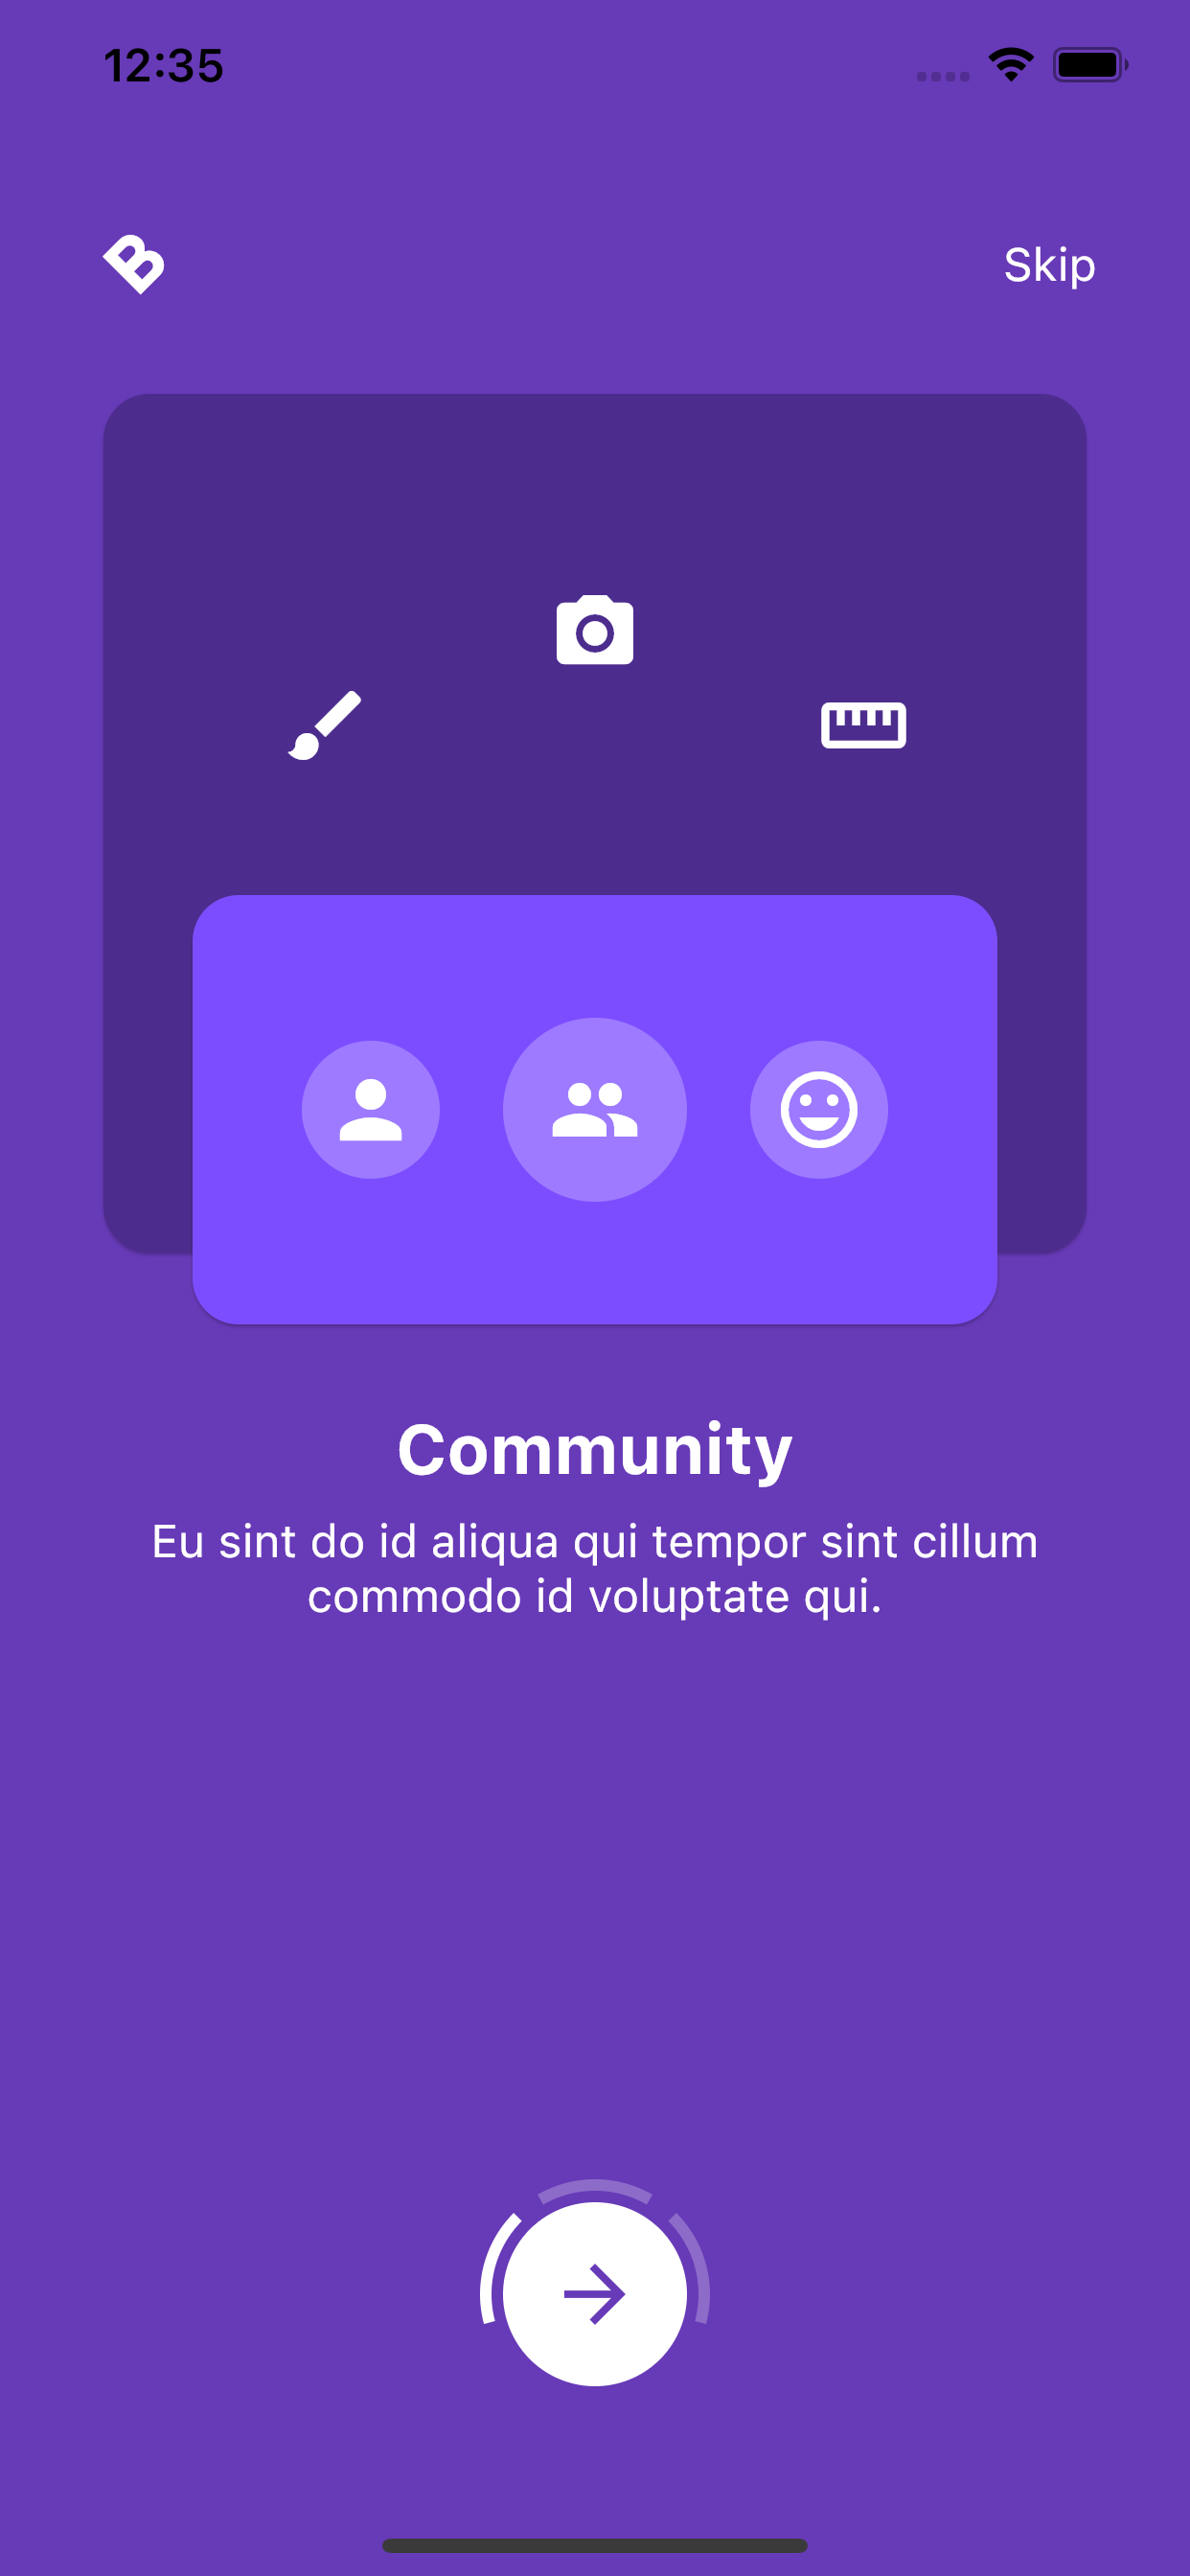 12:35
B
Skip
Community
Eu sint do id aliqua qui tempor sint cillum
commodo id voluptate qui.